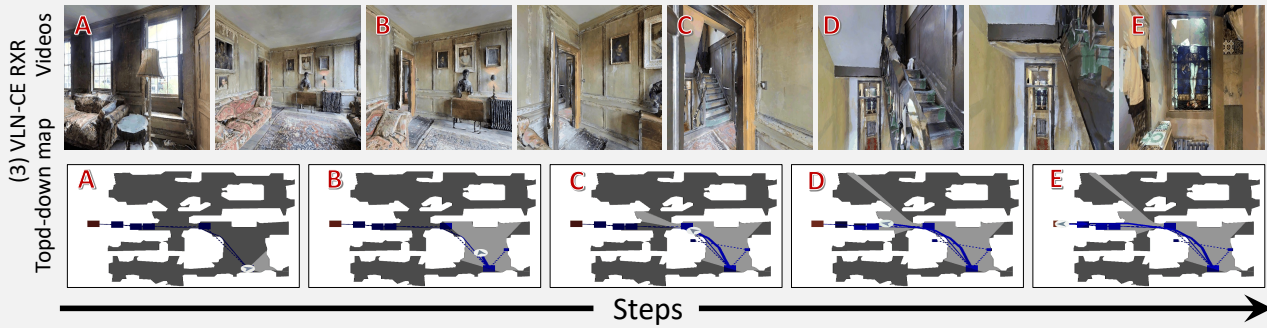 (3) VLN-CE RXR
Videos
Topd-down map
A
B
C
D
E
A
B
C
D
E
Steps